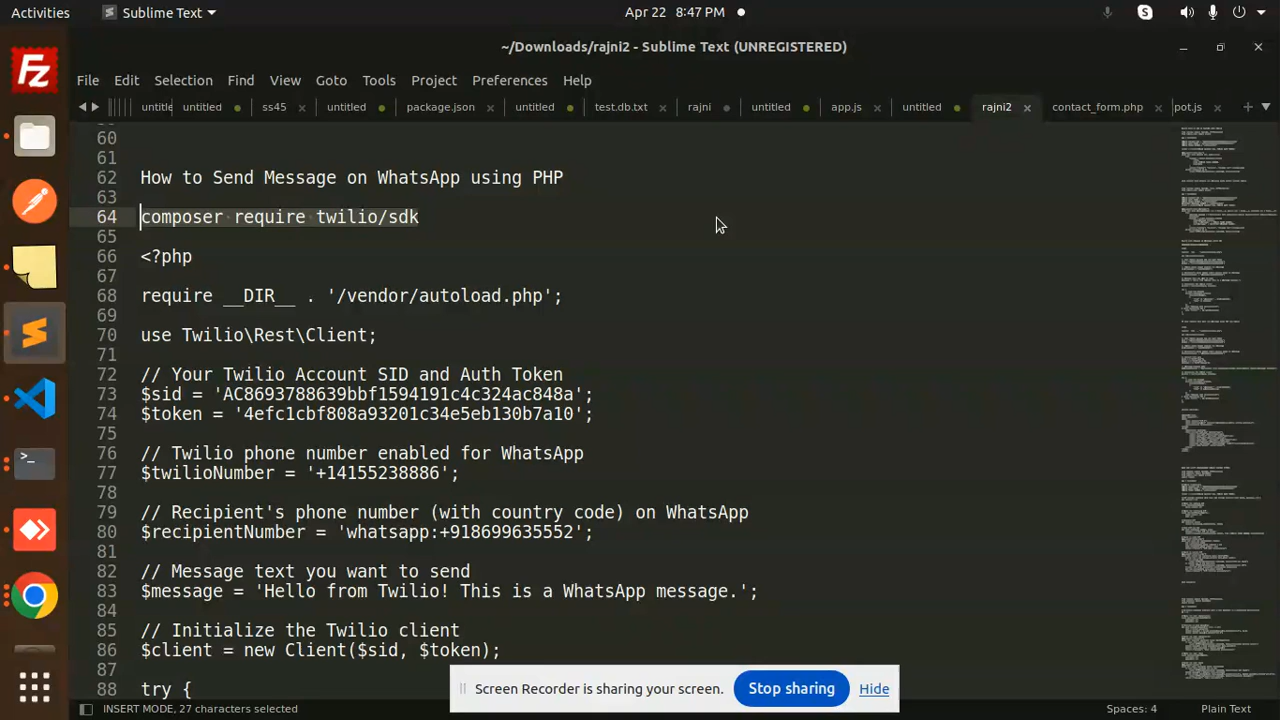 Activities
Sublime Text
Apr 22 8:47 PM
~/Downloads/rajni2 - Sublime Text (UNREGISTERED)
File Edit Selection Find View Goto Tools Project Preferences Help
untitle untitled ss45 untitled package.json untitled test.db.txt rajni untitled app.js untitled rajni2 contact_form.php pot.js
60
61
62 How to Send Message on WhatsApp using PHP
63
64 composer require twilio/sdk
65
66 <?php
67
68 require __DIR__ . '/vendor/autoload.php';
69
70 use Twilio\Rest\Client;
71
72 // Your Twilio Account SID and Auth Token
73 $sid =
74 $token = '4efc1cbf808a93201c34e5eb130b7a10';
75
76 // Twilio phone number enabled for WhatsApp
77 $twilioNumber = '+14155238886';
78
79 // Recipient's phone number (with country code) on WhatsApp
80 $recipientNumber =
81
82 // Message text you want to send
83 $message = 'Hello from Twilio! This is a WhatsApp message.';
84
85 // Initialize the Twilio client
86 $client = new Client($sid, $token);
87
88 try {
Screen Recorder is sharing your screen. Stop sharing Hide
INSERT MODE, 27 characters selected
Spaces: 4 Plain Text